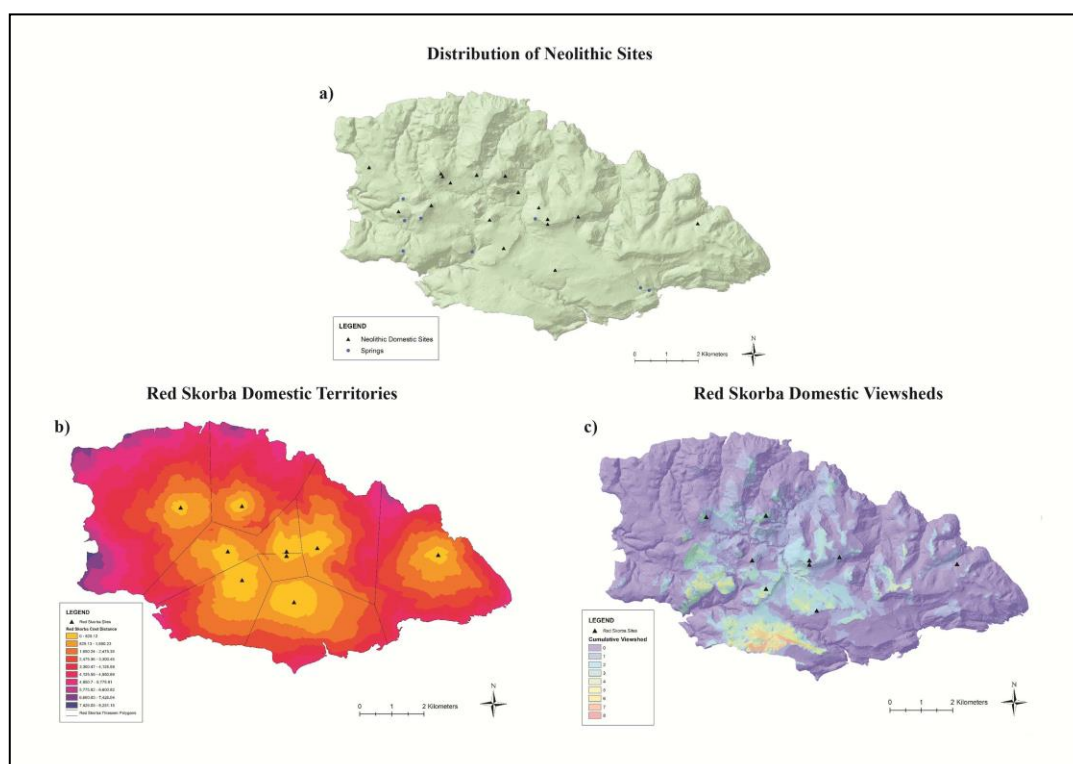 Distribution of Neolithic Sites
a)
LEGEND
Neolithic Domestic Sites
Springs
N
0 1 2 Kilometers
Red Skorba Domestic Territories
b)
LEGEND
Red Skorba Sites
Red Skorba Cost Distance
Red Skorba Thiessen Polygons
N
0 1 2 Kilometers
Red Skorba Domestic Viewsheds
c)
LEGEND
Red Skorba Sites
Cumulative Viewshed
0
1
2
3
4
5
6
7
8
N
0 1 2 Kilometers